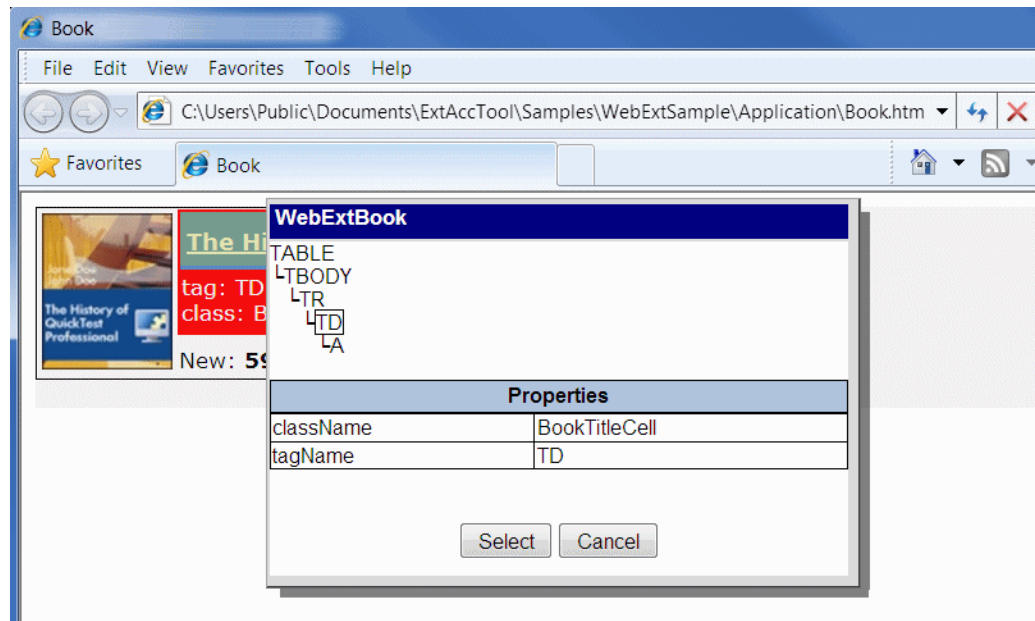 Book
File Edit View Favorites Tools Help
C:\Users\Public\Documents\ExtAccTool\Samples\WebExtSample\Application\Book.htm
Favorites
Book
WebExtBook
TABLE
TBODY
TR
TD
A
The Hi
tag: TD
class: B
New: 59
Jane Dow
John Doe
The History of
QuickTest
Professional
Properties
className BookTitleCell
tagName TD
Select Cancel